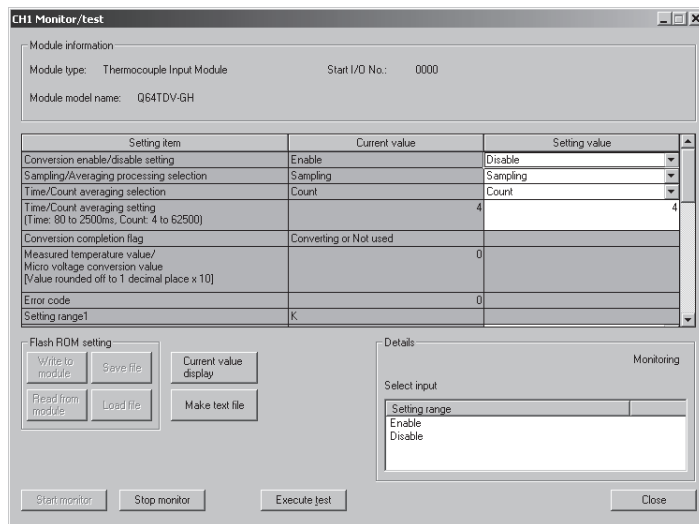 CH1 Monitor/test
Module information
Module type: Thermocouple Input Module Start I/O No.: 0000
Module model name: Q64TDV-GH
Setting item Current value Setting value
Conversion enable/disable setting Enable Disable
Sampling/Averaging processing selection Sampling Sampling
Time/Count averaging selection Count Count
Time/Count averaging setting 4 4
(Time: 80 to 2500ms, Count: 4 to 62500)
Conversion completion flag Converting or Not used
Measured temperature value/ 0
Micro voltage conversion value
[Value rounded off to 1 decimal place x 10]
Error code 0
Setting range1 K
Flash ROM setting
Write to
module
Save file
Current value
display
Read from
module
Load file
Make text file
Details
Monitoring
Select input
Setting range
Enable
Disable
Start monitor Stop monitor Execute test Close